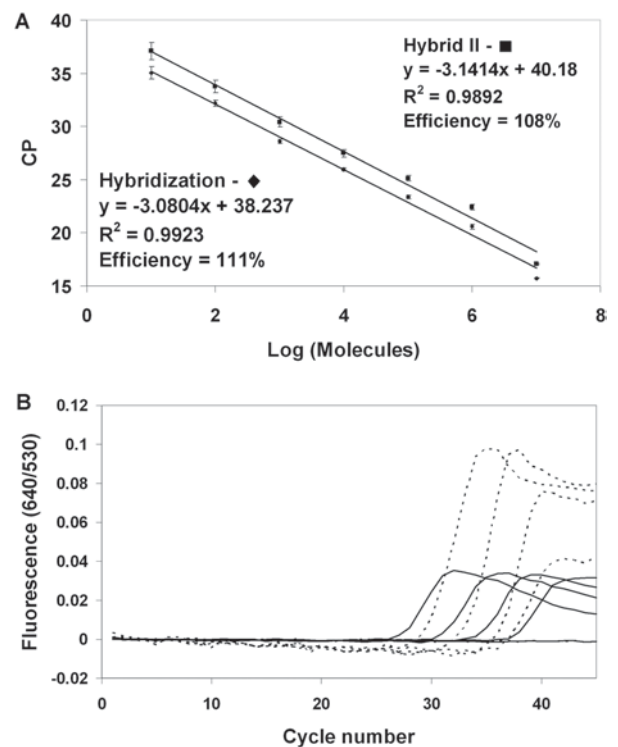 A
40
35
30
25
20
15
CP
Hybrid II - ■
y = -3.1414x + 40.18
R² = 0.9892
Efficiency = 108%
Hybridization - ◆
y = -3.0804x + 38.237
R² = 0.9923
Efficiency = 111%
0 2 4 6 8
Log (Molecules)
B
0.12
0.1
0.08
0.06
0.04
0.02
0
-0.02
Fluorescence (640/530)
0 10 20 30 40
Cycle number